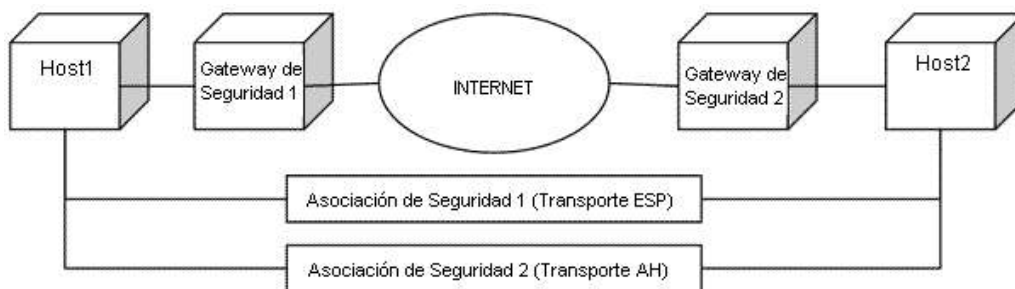 Host1
Gateway de
Seguridad 1
INTERNET
Gateway de
Seguridad 2
Host2
Asociación de Seguridad 1 (Transporte ESP)
Asociación de Seguridad 2 (Transporte AH)